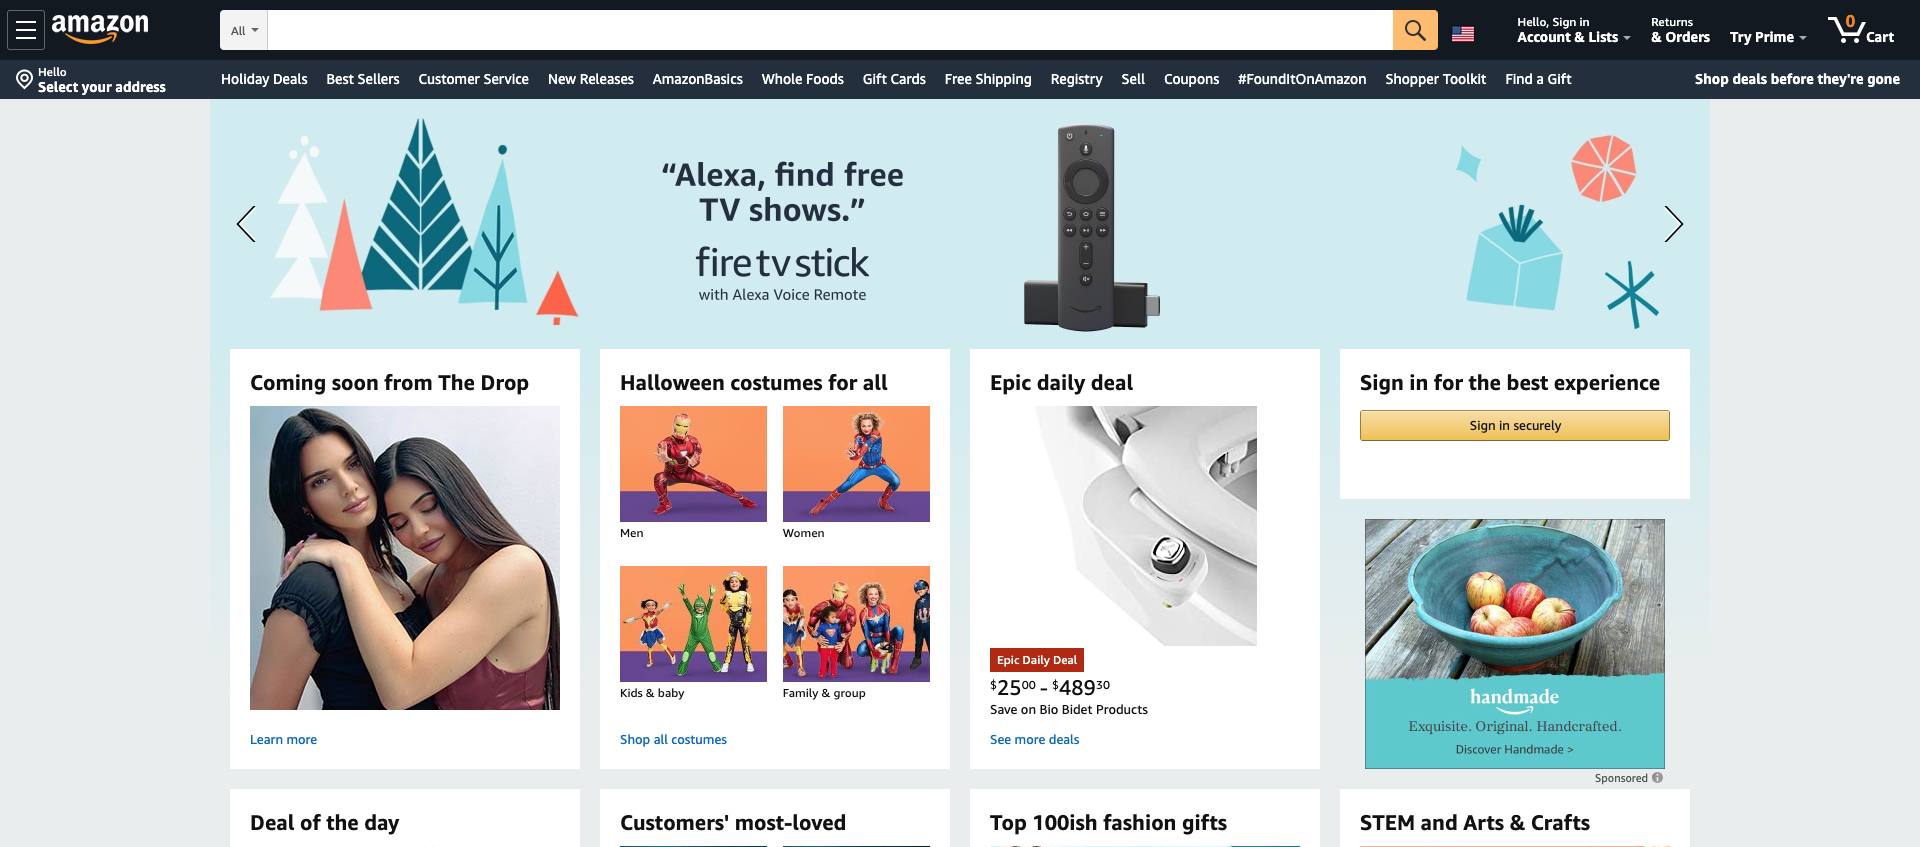 amazon
All
Hello, Sign in
Account & Lists
Returns
& Orders
Try Prime
0
Cart
Hello
Select your address
Holiday Deals
Best Sellers
Customer Service
New Releases
AmazonBasics
Whole Foods
Gift Cards
Free Shipping
Registry
Sell
Coupons
#FoundItOnAmazon
Shopper Toolkit
Find a Gift
Shop deals before they're gone
“Alexa, find free
TV shows.”
fire tv stick
with Alexa Voice Remote
Coming soon from The Drop
Learn more
Halloween costumes for all
Men
Women
Kids & baby
Family & group
Shop all costumes
Epic daily deal
Epic Daily Deal
$25.00 - $489.30
Save on Bio Bidet Products
See more deals
Sign in for the best experience
Sign in securely
handmade
Exquisite. Original. Handcrafted.
Discover Handmade >
Sponsored
Deal of the day
Customers' most-loved
Top 100ish fashion gifts
STEM and Arts & Crafts